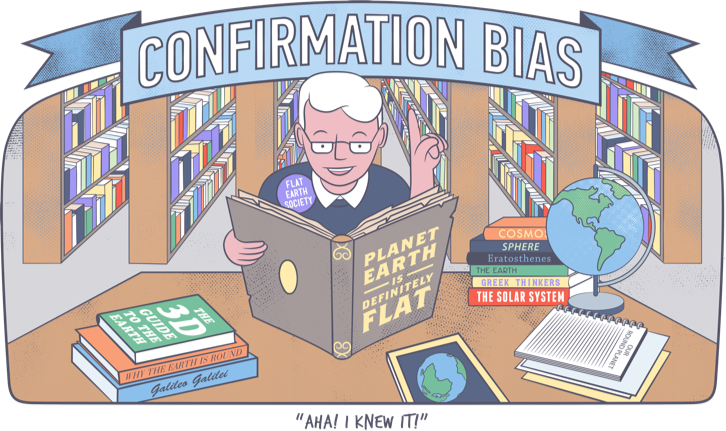 CONFIRMATION BIAS
FLAT
EARTH
SOCIETY
PLANET
EARTH
IS
DEFINITELY
FLAT
COSMO
SPHERE
Eratosthenes
THE EARTH
GREEK THINKERS
THE SOLAR SYSTEM
THE
3D
GUIDE
TO THE
EARTH
WHY THE EARTH IS ROUND
Galileo Galilei
OUR
ROUND PLANET
"AHA! I KNEW IT!"